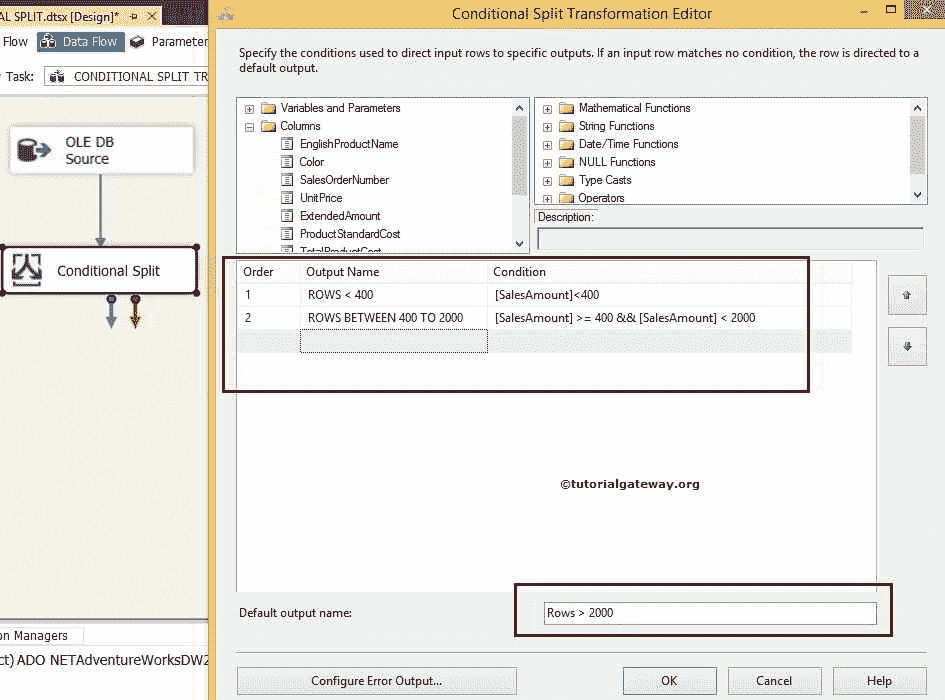 AL SPLIT.dtsx [Design]*
Conditional Split Transformation Editor
Flow
Data Flow
Parameter
Task:
CONDITIONAL SPLIT TR
Specify the conditions used to direct input rows to specific outputs. If an input row matches no condition, the row is directed to a
default output.
OLE DB
Source
Conditional Split
Variables and Parameters
Columns
EnglishProductName
Color
SalesOrderNumber
UnitPrice
ExtendedAmount
ProductStandardCost
TotalProductCost
Mathematical Functions
String Functions
Date/Time Functions
NULL Functions
Type Casts
Operators
Description:
Order Output Name Condition
1 ROWS < 400 [SalesAmount]<400
2 ROWS BETWEEN 400 TO 2000 [SalesAmount] >= 400 && [SalesAmount] < 2000
©tutorialgateway.org
Default output name:
Rows > 2000
on Managers
ct) ADO NETAdventureWorksDW2
Configure Error Output...
OK
Cancel
Help